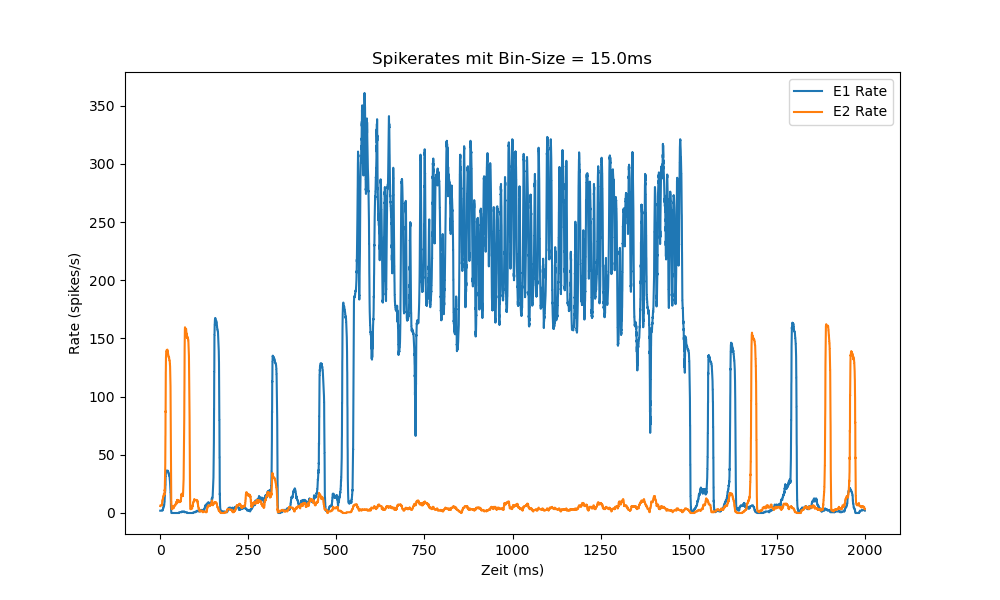 Spikerates mit Bin-Size = 15.0ms
E1 Rate
E2 Rate
Rate (spikes/s)
350
300
250
200
150
100
50
0
0 250 500 750 1000 1250 1500 1750 2000
Zeit (ms)